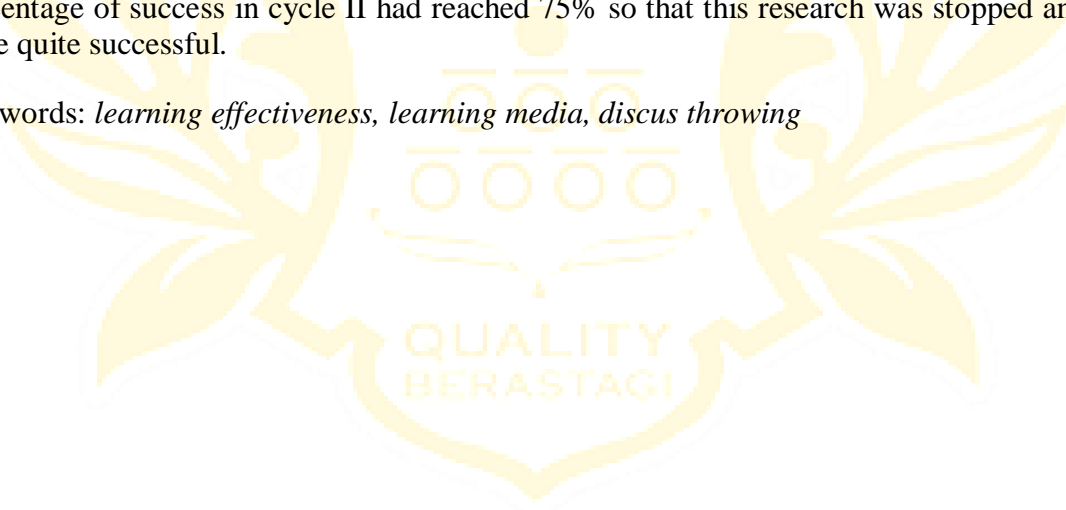 entage of success in cycle II had reached 75% so that this research was stopped an
e quite successful.
words: learning effectiveness, learning media, discus throwing
QUALITY
BERASTAGI